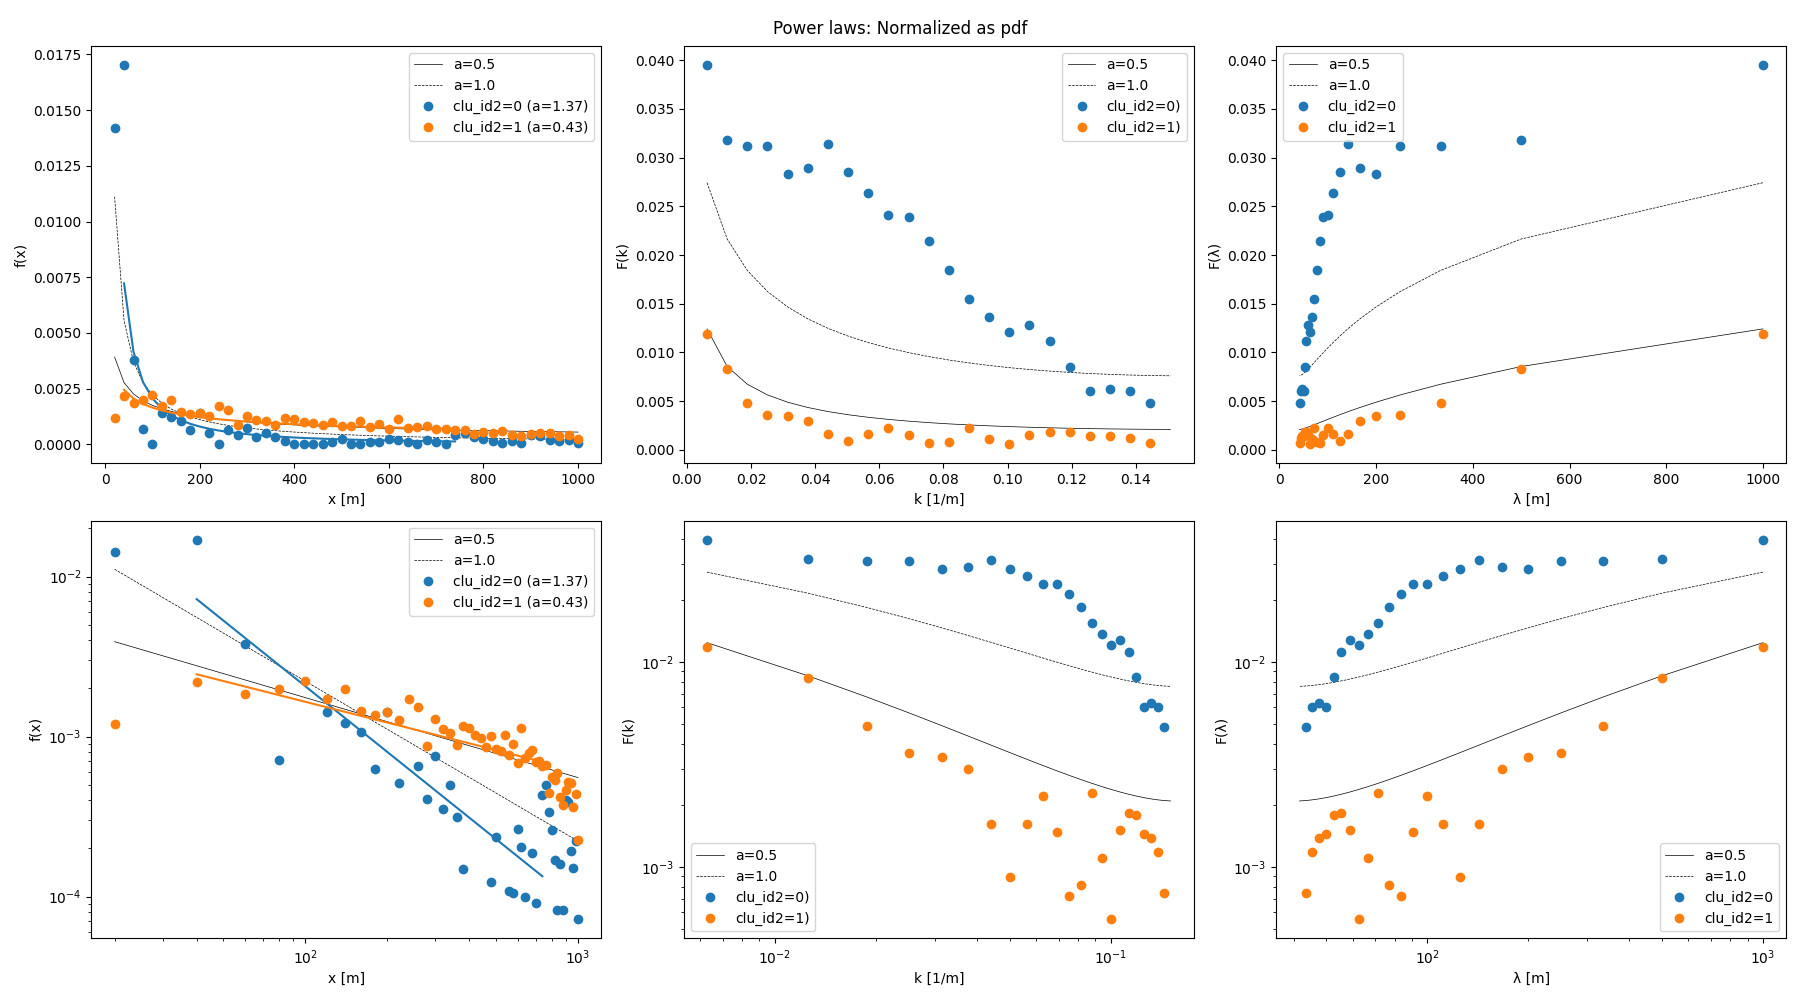 Power laws: Normalized as pdf
0.0175
0.0150
0.0125
0.0100
0.0075
0.0050
0.0025
0.0000
f(x)
0
200
400
600
800
1000
x [m]
a=0.5
a=1.0
clu_id2=0 (a=1.37)
clu_id2=1 (a=0.43)
0.040
0.035
0.030
0.025
0.020
0.015
0.010
0.005
0.000
F(k)
0.00
0.02
0.04
0.06
0.08
0.10
0.12
0.14
k [1/m]
a=0.5
a=1.0
clu_id2=0)
clu_id2=1)
0.040
0.035
0.030
0.025
0.020
0.015
0.010
0.005
0.000
F(λ)
0
200
400
600
800
1000
λ [m]
a=0.5
a=1.0
clu_id2=0
clu_id2=1
10⁻²
10⁻³
10⁻⁴
f(x)
10²
10³
x [m]
a=0.5
a=1.0
clu_id2=0 (a=1.37)
clu_id2=1 (a=0.43)
10⁻²
10⁻³
F(k)
10⁻²
10⁻¹
k [1/m]
a=0.5
a=1.0
clu_id2=0)
clu_id2=1)
10⁻²
10⁻³
F(λ)
10²
10³
λ [m]
a=0.5
a=1.0
clu_id2=0
clu_id2=1